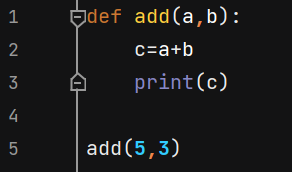 1 def add(a,b):
2     c=a+b
3     print(c)
4
5 add(5,3)